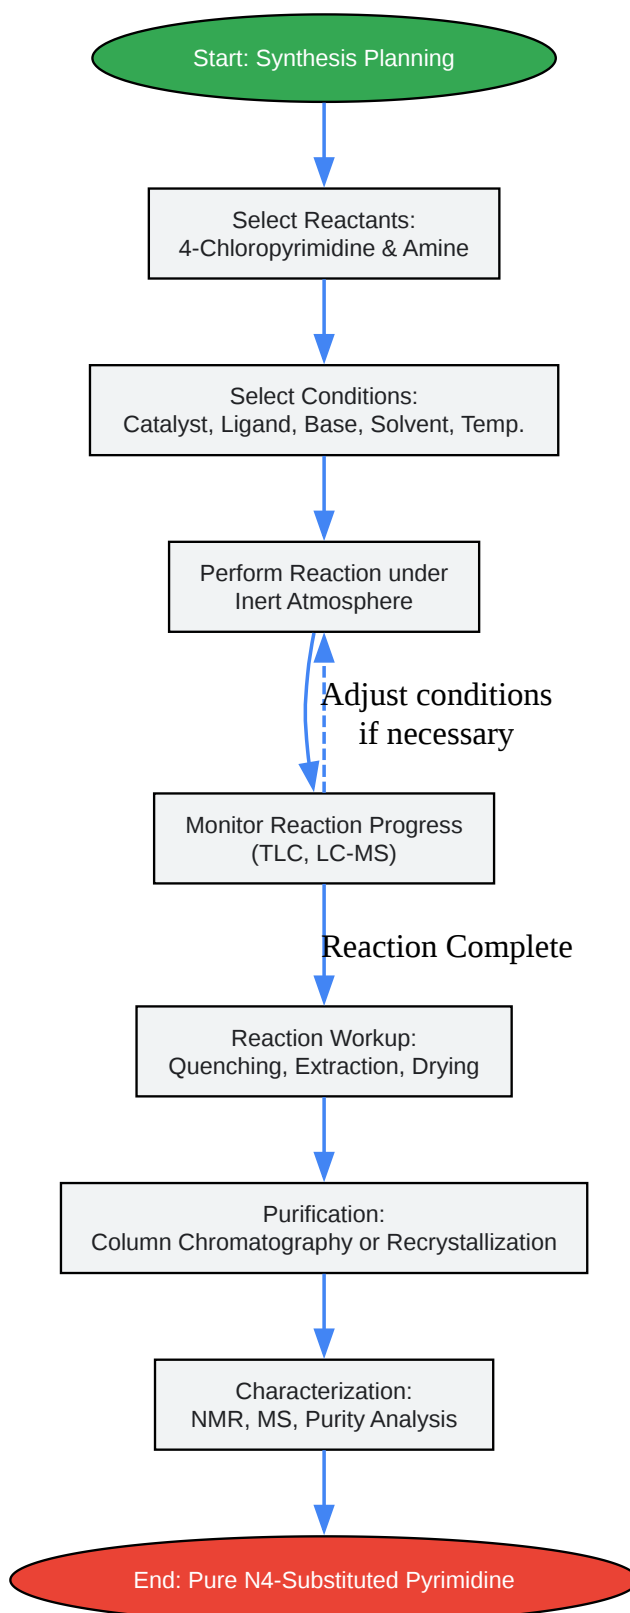 Start: Synthesis Planning
Select Reactants:
4-Chloropyrimidine & Amine
Select Conditions:
Catalyst, Ligand, Base, Solvent, Temp.
Perform Reaction under
Inert Atmosphere
Adjust conditions
if necessary
Monitor Reaction Progress
(TLC, LC-MS)
Reaction Complete
Reaction Workup:
Quenching, Extraction, Drying
Purification:
Column Chromatography or Recrystallization
Characterization:
NMR, MS, Purity Analysis
End: Pure N4-Substituted Pyrimidine